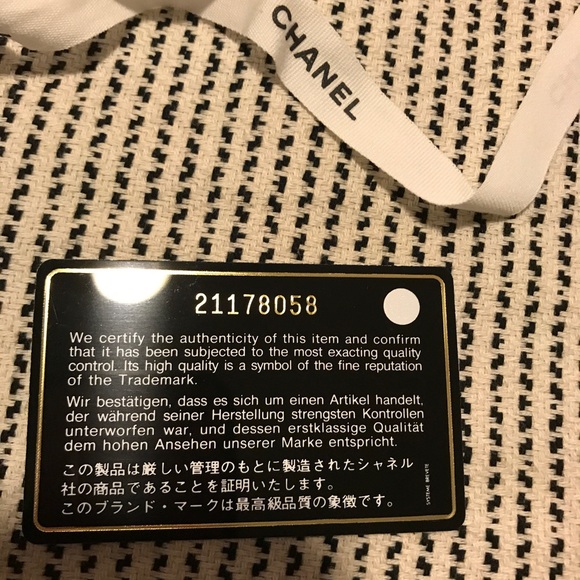 CHANEL
21178058
We certify the authenticity of this item and confirm
that it has been subjected to the most exacting quality
control. Its high quality is a symbol of the fine reputation
of the Trademark.
Wir bestätigen, dass es sich um einen Artikel handelt,
der während seiner Herstellung strengsten Kontrollen
unterworfen war, und dessen erstklassige Qualität
dem hohen Ansehen unserer Marke entspricht.
この製品は厳しい管理のもとに製造されたシャネル
社の商品であることを証明いたします。
このブランド・マークは最高級品質の象徴です。
SYSTEME BREVETE